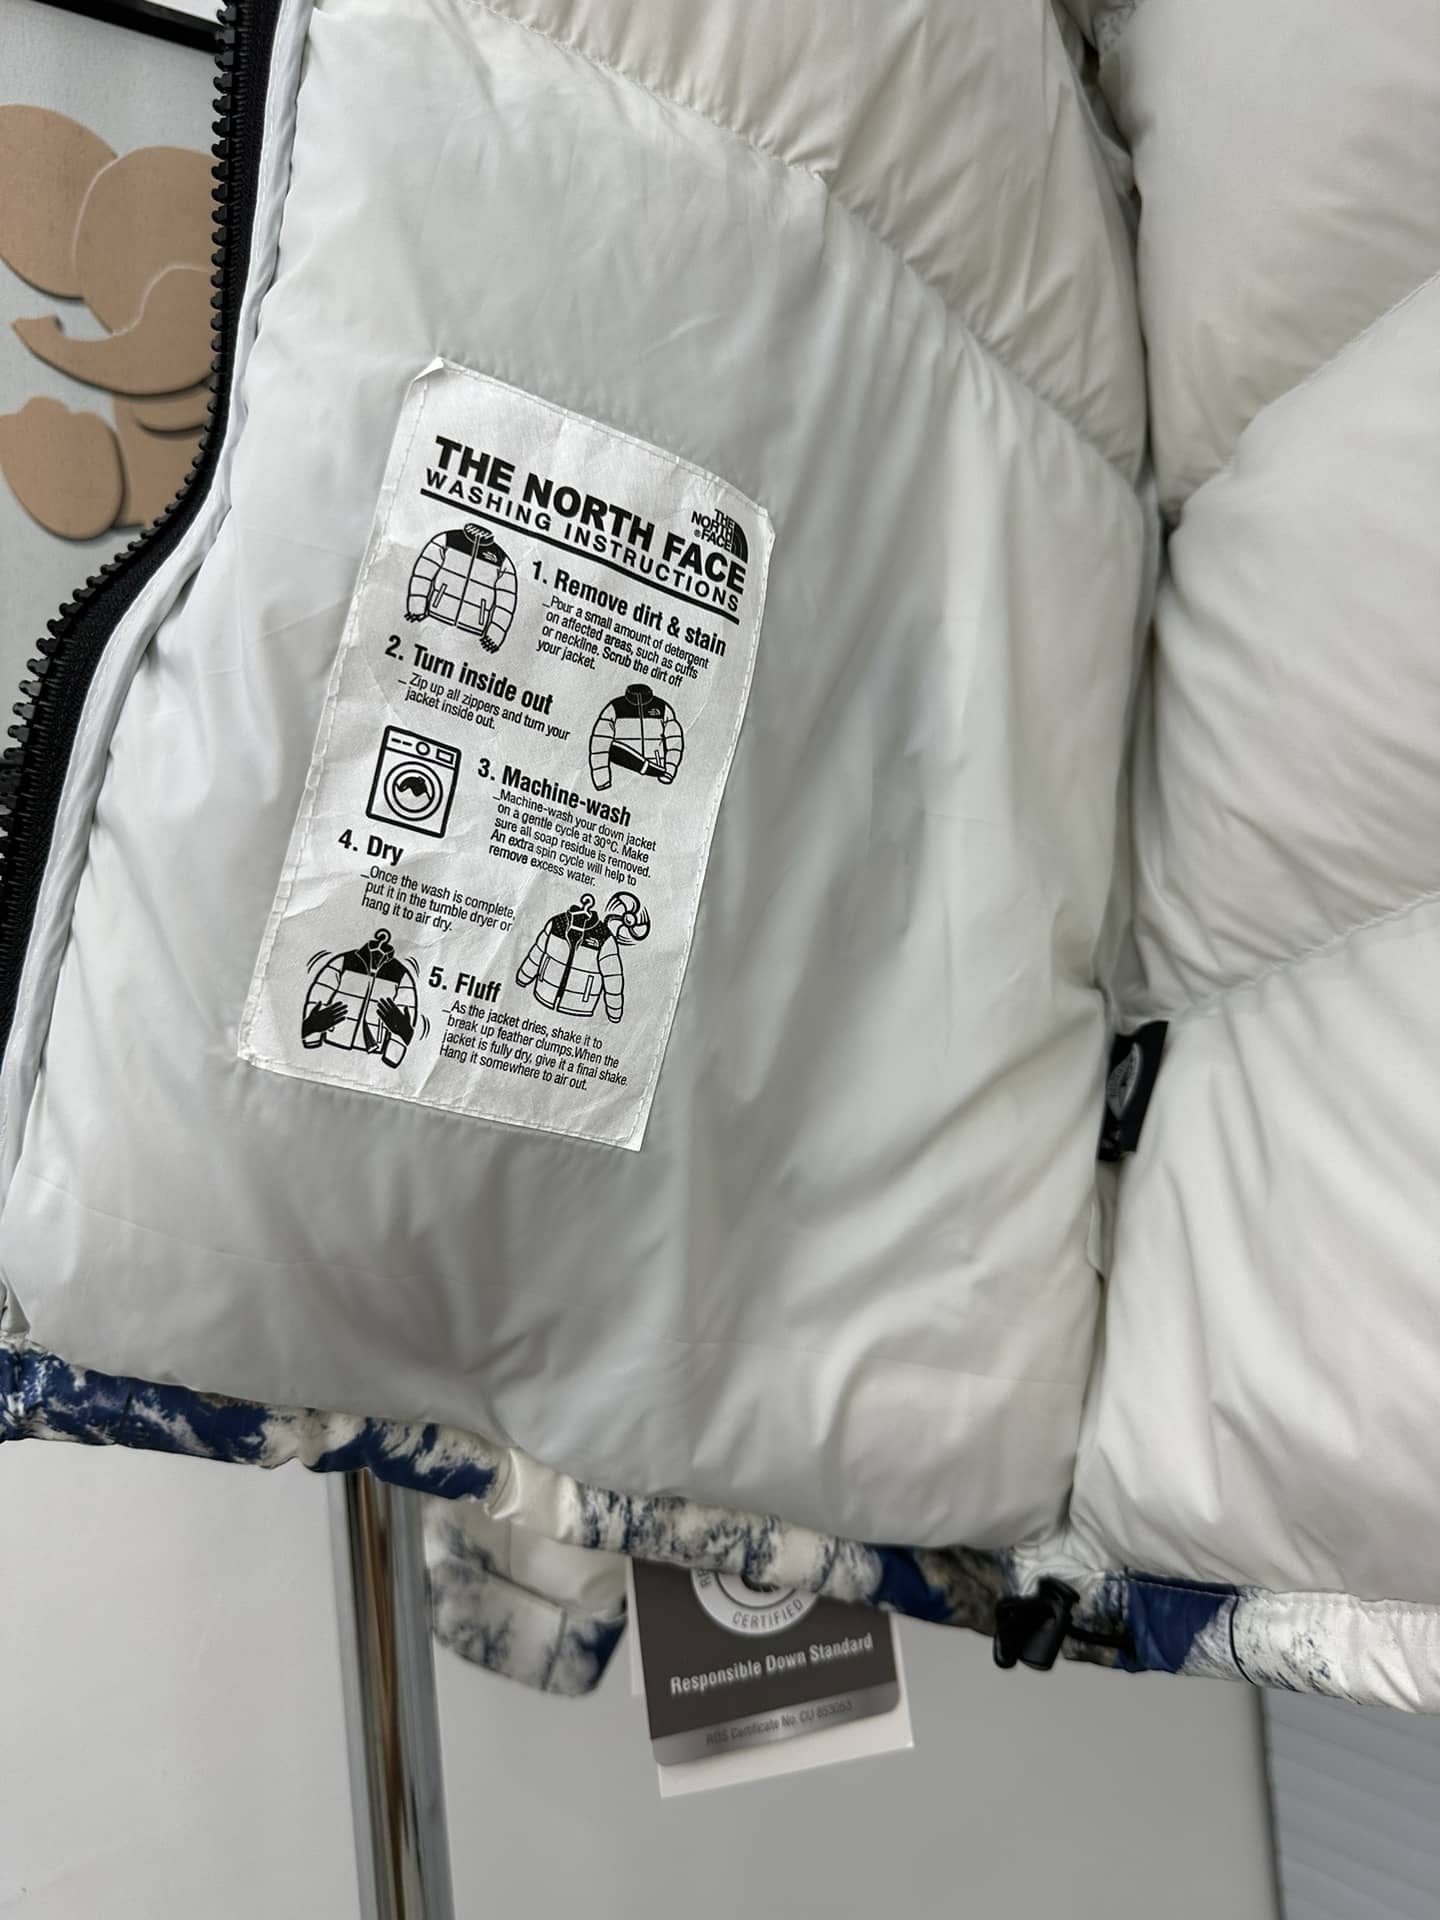 THE NORTH FACE
WASHING INSTRUCTIONS
THE
NORTH
FACE
1. Remove dirt & stain
_Pour a small amount of detergent
on affected areas, such as cuffs
or neckline. Scrub the dirt off
your jacket.
2. Turn inside out
_ Zip up all zippers and turn your
jacket inside out.
3. Machine-wash
_Machine-wash your down jacket
on a gentle cycle at 30°C. Make
sure all soap residue is removed.
An extra spin cycle will help to
remove excess water.
4. Dry
_Once the wash is complete,
put it in the tumble dryer or
hang it to air dry.
5. Fluff
_As the jacket dries, shake it to
break up feather clumps.When the
jacket is fully dry, give it a final shake.
Hang it somewhere to air out.
CERTIFIED
Responsible Down Standard
RDS Certificate No: CU 853053